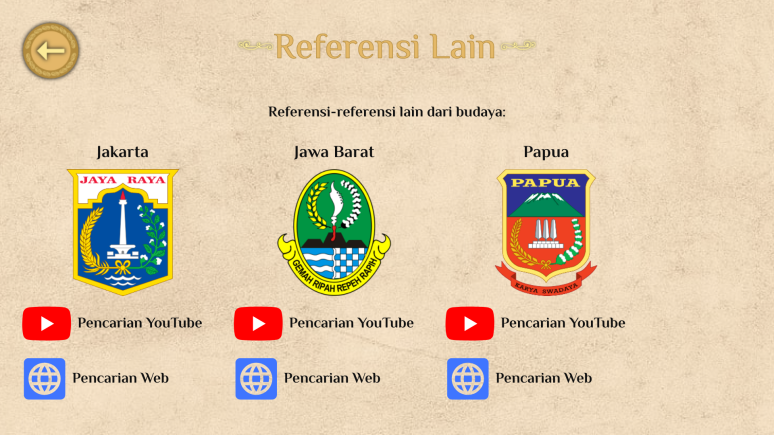 Referensi Lain
Referensi-referensi lain dari budaya:
Jakarta
Jawa Barat
Papua
JAYA RAYA
GEMAH RIPAH REPEH RAPIH
PAPUA
KARYA SWADAYA
Pencarian YouTube
Pencarian YouTube
Pencarian YouTube
Pencarian Web
Pencarian Web
Pencarian Web